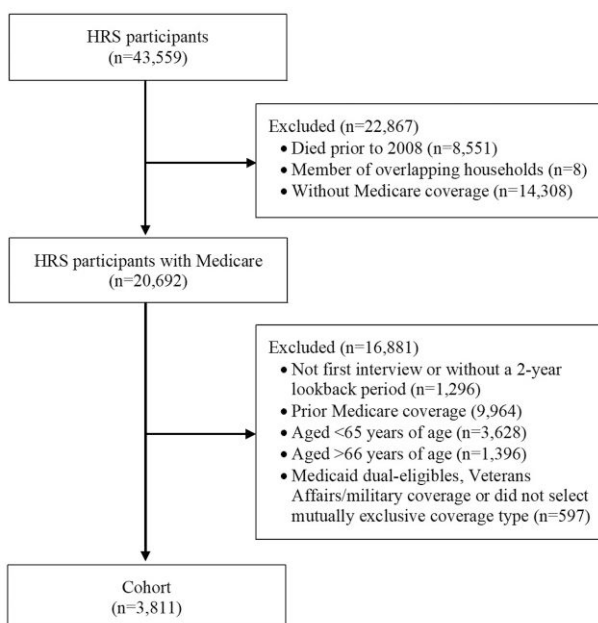 HRS participants
(n=43,559)
Excluded (n=22,867)
• Died prior to 2008 (n=8,551)
• Member of overlapping households (n=8)
• Without Medicare coverage (n=14,308)
HRS participants with Medicare
(n=20,692)
Excluded (n=16,881)
• Not first interview or without a 2-year
lookback period (n=1,296)
• Prior Medicare coverage (9,964)
• Aged <65 years of age (n=3,628)
• Aged >66 years of age (n=1,396)
• Medicaid dual-eligibles, Veterans
Affairs/military coverage or did not select
mutually exclusive coverage type (n=597)
Cohort
(n=3,811)